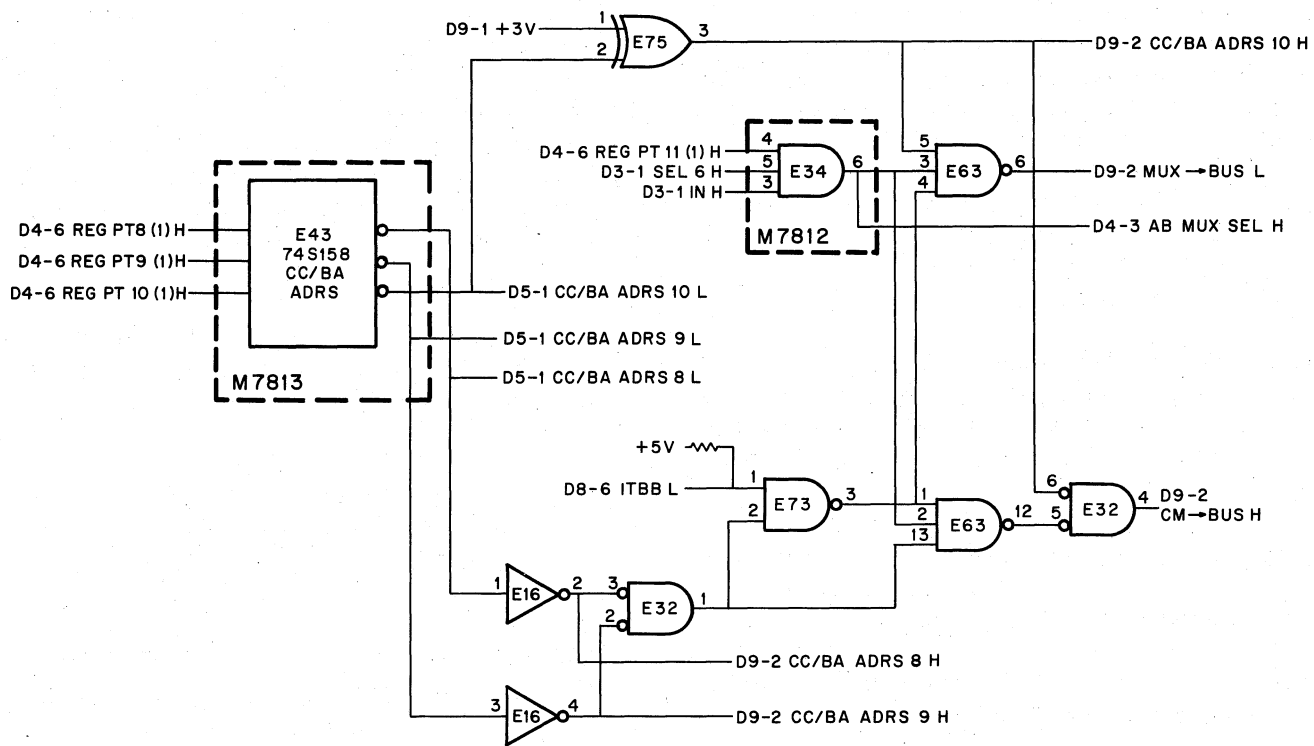 D9-1 +3V
1
2
E75
3
D9-2 CC/BA ADRS 10 H
D4-6 REG PT 11 (1) H
D3-1 SEL 6 H
D3-1 IN H
4
5
3
E34
6
M7812
5
3
4
E63
6
D9-2 MUX →BUS L
D4-3 AB MUX SEL H
D4-6 REG PT8 (1) H
D4-6 REG PT9 (1)H
D4-6 REG PT 10 (1)H
E43
74S158
CC/BA
ADRS
M7813
D5-1 CC/BA ADRS 10 L
D5-1 CC/BA ADRS 9 L
D5-1 CC/BA ADRS 8 L
+5V
D8-6 ITBB L
1
2
E73
3
1
2
13
E63
12
6
5
E32
4
D9-2
CM→BUS H
1
E16
2
3
2
E32
1
D9-2 CC/BA ADRS 8 H
3
E16
4
D9-2 CC/BA ADRS 9 H